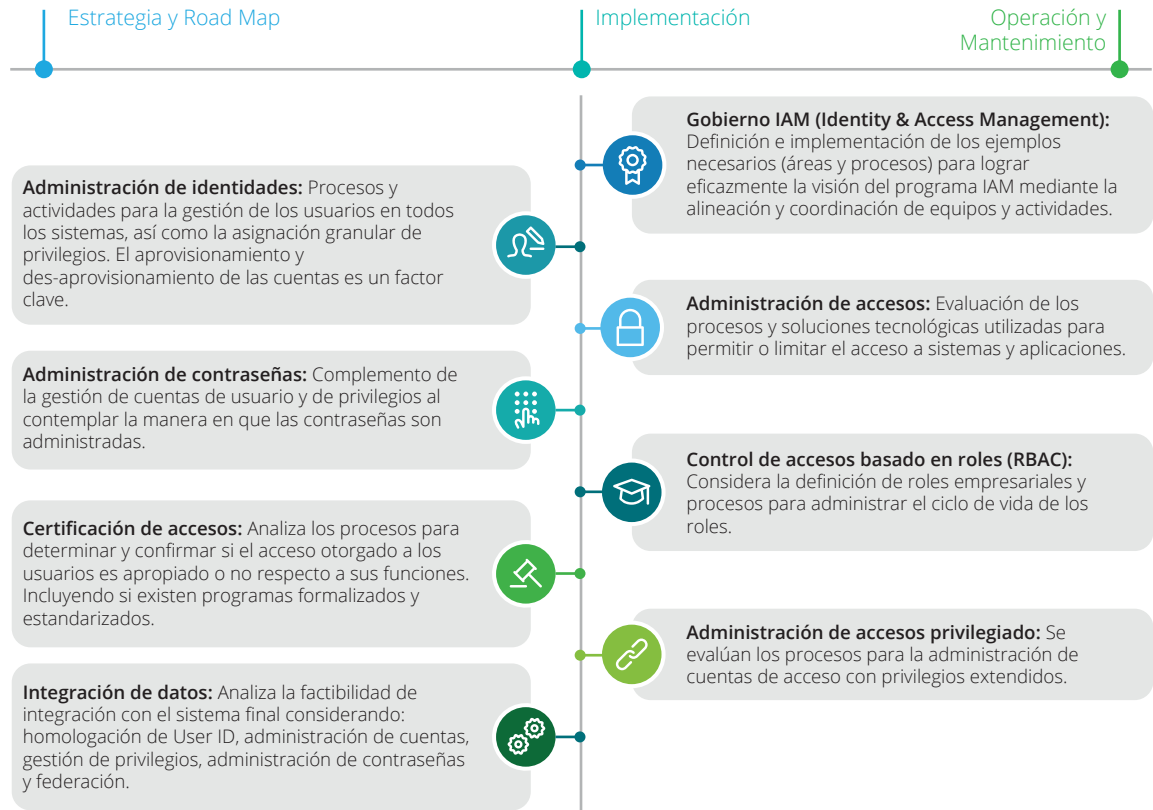 Estrategia y Road Map
Implementación
Operación y
Mantenimiento
Gobierno IAM (Identity & Access Management):
Definición e implementación de los ejemplos
necesarios (áreas y procesos) para lograr
eficazmente la visión del programa IAM mediante la
alineación y coordinación de equipos y actividades.
Administración de identidades: Procesos y
actividades para la gestión de los usuarios en todos
los sistemas, así como la asignación granular de
privilegios. El aprovisionamiento y
des-aprovisionamiento de las cuentas es un factor
clave.
Administración de accesos: Evaluación de los
procesos y soluciones tecnológicas utilizadas para
permitir o limitar el acceso a sistemas y aplicaciones.
Administración de contraseñas: Complemento de
la gestión de cuentas de usuario y de privilegios al
contemplar la manera en que las contraseñas son
administradas.
Control de accesos basado en roles (RBAC):
Considera la definición de roles empresariales y
procesos para administrar el ciclo de vida de los
roles.
Certificación de accesos: Analiza los procesos para
determinar y confirmar si el acceso otorgado a los
usuarios es apropiado o no respecto a sus funciones.
Incluyendo si existen programas formalizados y
estandarizados.
Administración de accesos privilegiado: Se
evalúan los procesos para la administración de
cuentas de acceso con privilegios extendidos.
Integración de datos: Analiza la factibilidad de
integración con el sistema final considerando:
homologación de User ID, administración de cuentas,
gestión de privilegios, administración de contraseñas
y federación.